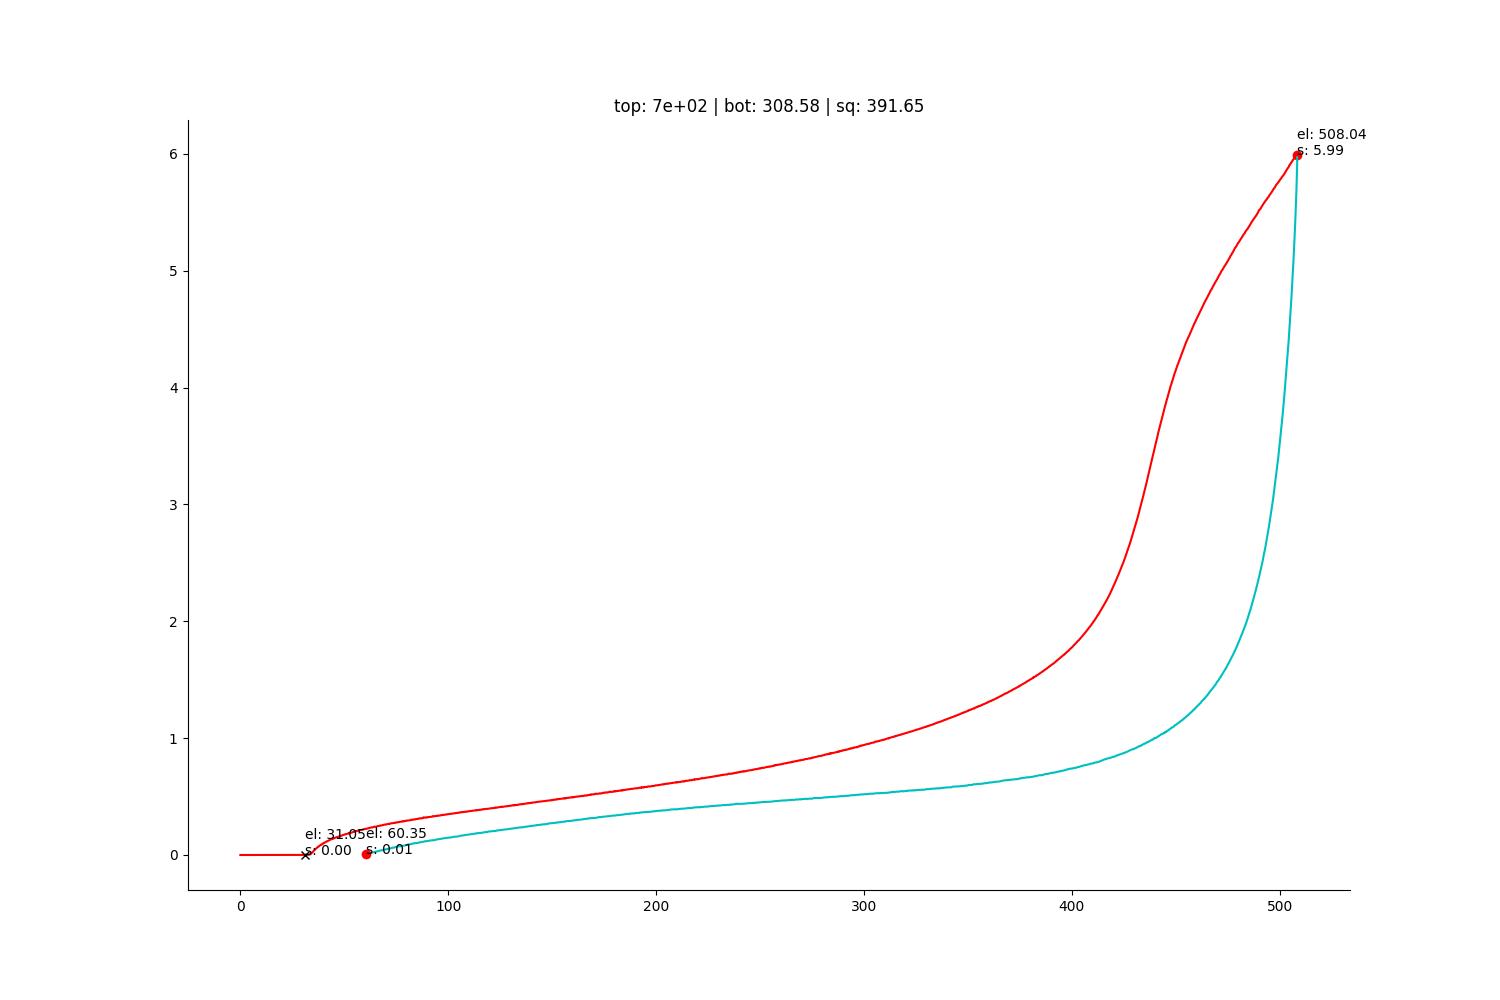 top: 7e+02 | bot: 308.58 | sq: 391.65
el: 508.04
s: 5.99
6
5
4
3
2
1
0
el: 31.05
s: 0.00
el: 60.35
s: 0.01
0
100
200
300
400
500